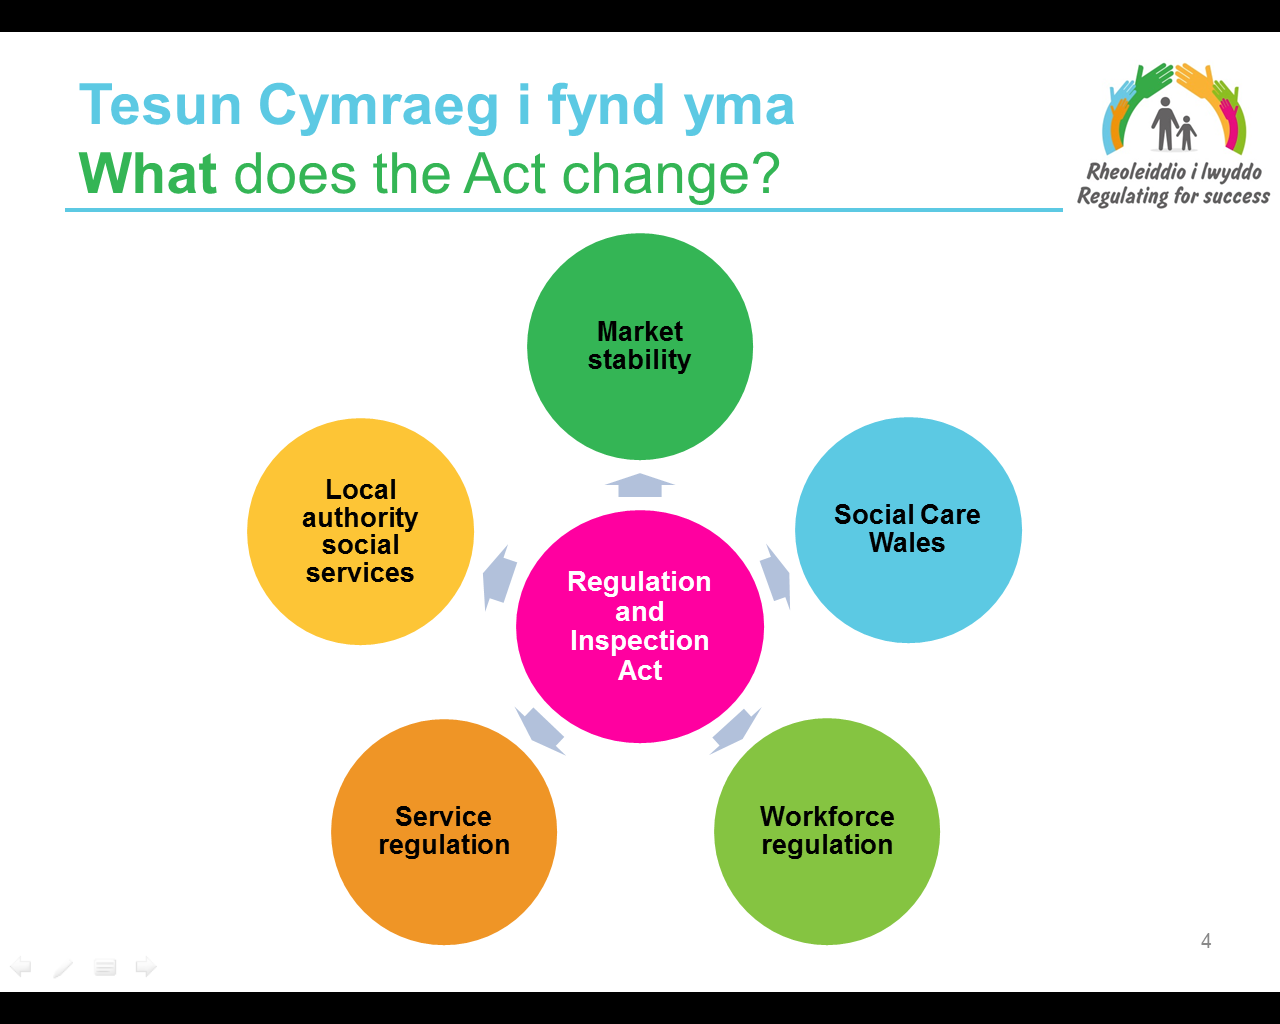 Tesun Cymraeg i fynd yma
What does the Act change?
Rheoleiddio i lwyddo
Regulating for success
Market
stability
Social Care
Wales
Workforce
regulation
Service
regulation
Local
authority
social
services
Regulation
and
Inspection
Act
4